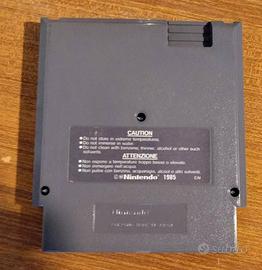 CAUTION
●Do not store in extreme temperatures.
●Do not immerse in water.
●Do not clean with benzene, thinner, alcohol or other such
solvents.
ATTENZIONE
●Non esporre a temperature troppo basse o elevate.
●Non immergere nell'acqua.
●Non pulire con benzina, acquaragia, alcool o altri solventi.
©Nintendo 1985
Nintendo
subito